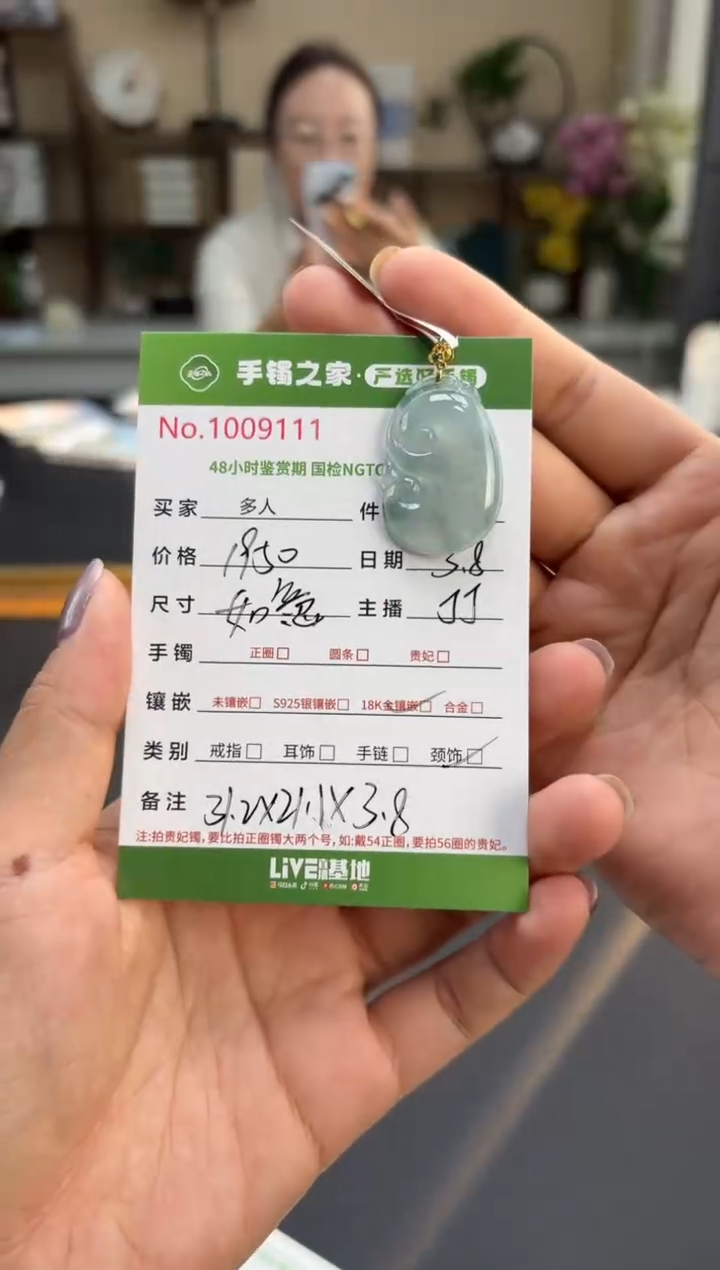 手镯之家·严选好手镯
No.1009111
48小时鉴赏期 国检NGTC
买家 多人 件
价格 1950 日期 3.8
尺寸 如意 主播 JJ
手镯 正圈□ 圆条□ 贵妃□
镶嵌 未镶嵌□ S925银镶嵌□ 18K金镶嵌□ 合金□
类别 戒指□ 耳饰□ 手链□ 颈饰□
备注 31.2X21.1X3.8
注:拍贵妃镯,要比拍正圈镯大两个号,如:戴54正圈,要拍56圈的贵妃。
LIVE直播基地